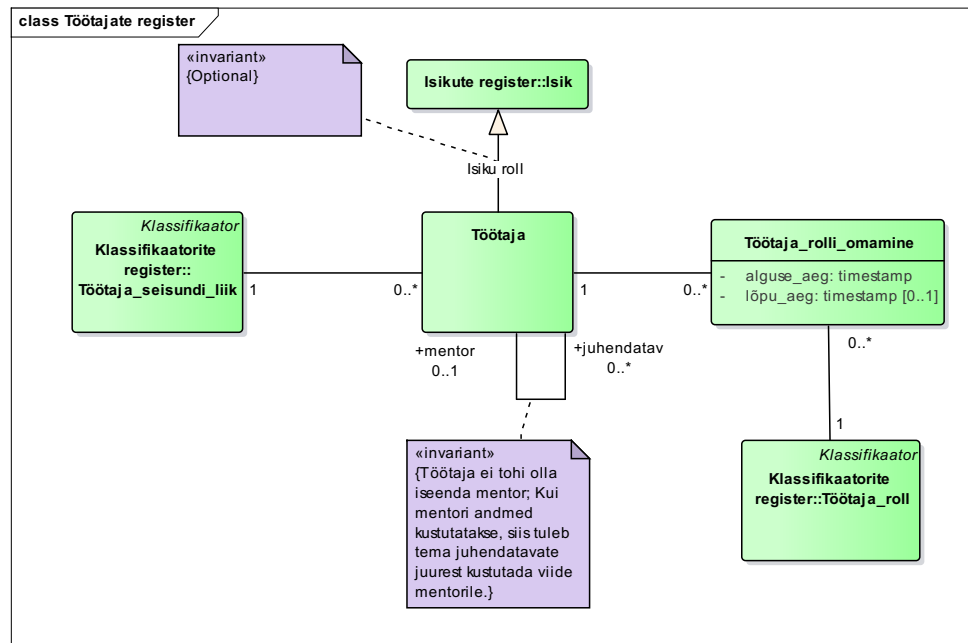 class Töötajate register
«invariant»
{Optional}
Isikute register::Isik
Isiku roll
Klassifikaator
Klassifikaatorite
register::
Töötaja_seisundi_liik
1
0..*
Töötaja
1
0..*
Töötaja_rolli_omamine
- alguse_aeg: timestamp
- lõpu_aeg: timestamp [0..1]
+mentor
0..1
+juhendatav
0..*
0..*
1
«invariant»
{Töötaja ei tohi olla
iseenda mentor; Kui
mentori andmed
kustutatakse, siis tuleb
tema juhendatavate
juurest kustutada viide
mentorile.}
Klassifikaator
Klassifikaatorite
register::Töötaja_roll